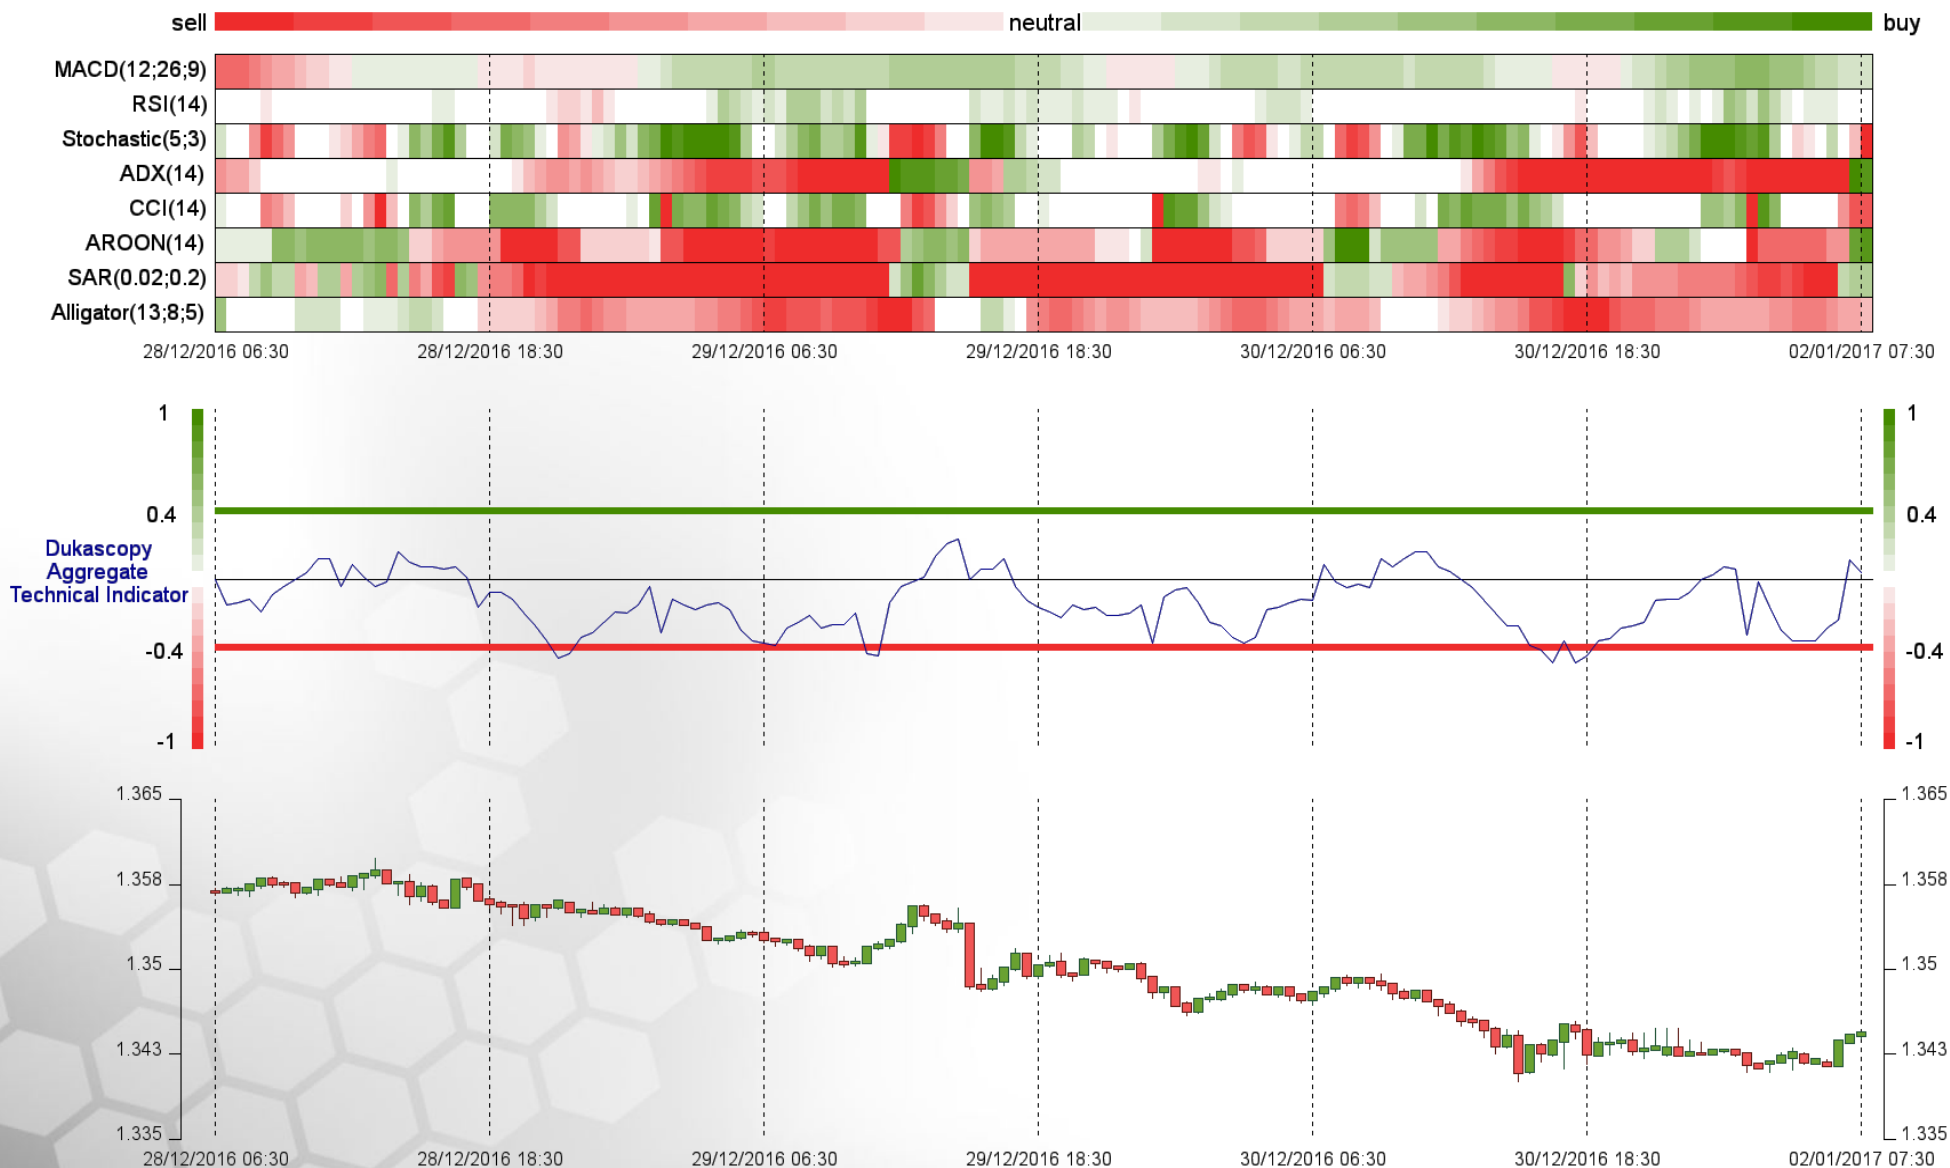 sell neutral buy
MACD(12;26;9)
RSI(14)
Stochastic(5;3)
ADX(14)
CCI(14)
AROON(14)
SAR(0.02;0.2)
Alligator(13;8;5)
28/12/2016 06:30 28/12/2016 18:30 29/12/2016 06:30 29/12/2016 18:30 30/12/2016 06:30 30/12/2016 18:30 02/01/2017 07:30
1 1
0.4 0.4
Dukascopy
Aggregate
Technical Indicator
-0.4 -0.4
-1 -1
1.365 1.365
1.358 1.358
1.35 1.35
1.343 1.343
1.335 1.335
28/12/2016 06:30 28/12/2016 18:30 29/12/2016 06:30 29/12/2016 18:30 30/12/2016 06:30 30/12/2016 18:30 02/01/2017 07:30